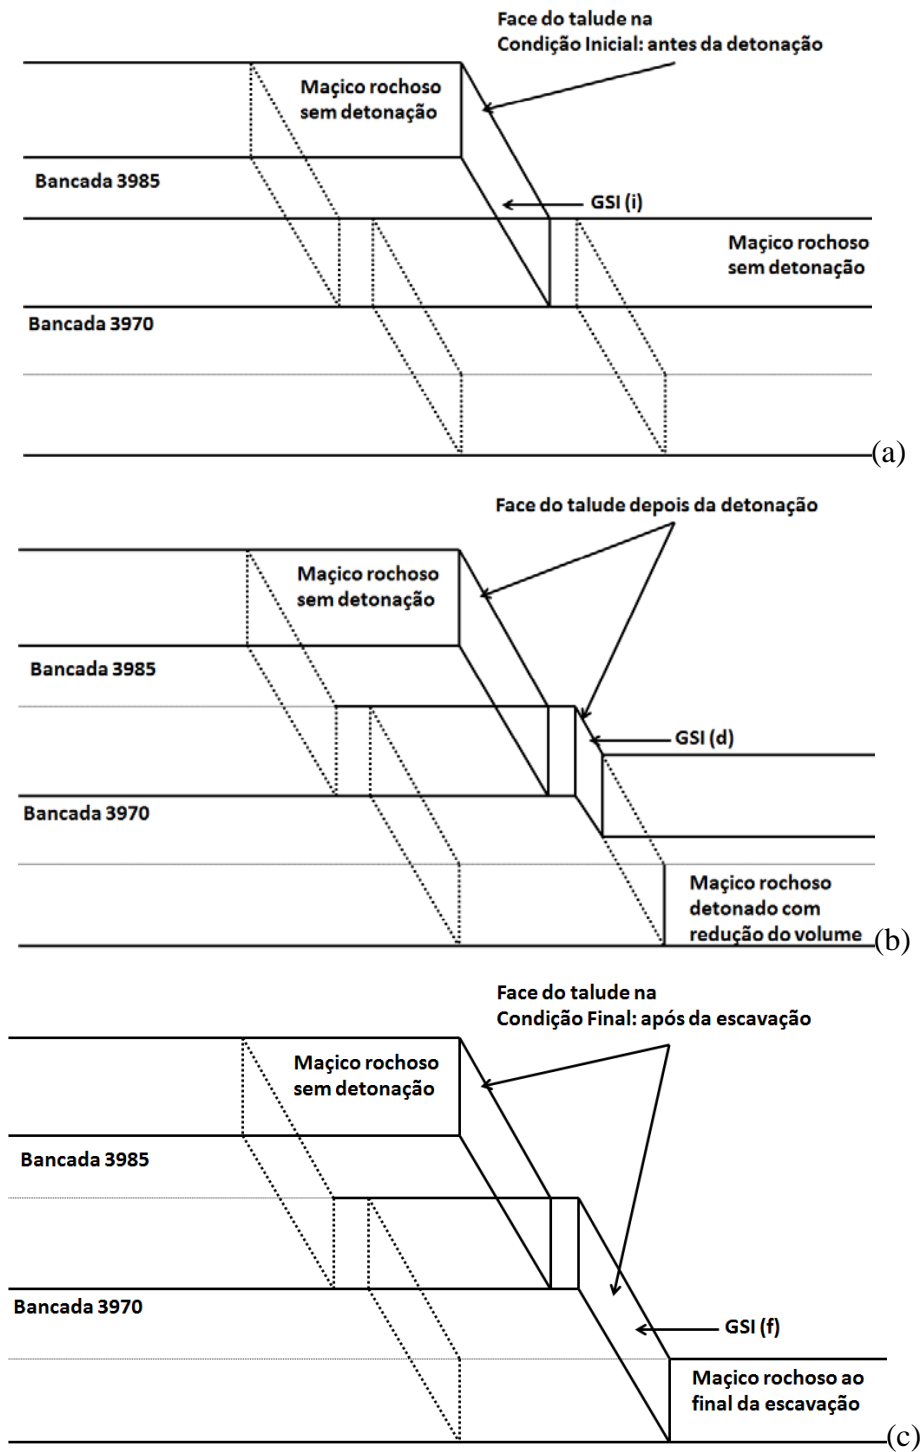 Face do talude na
Condição Inicial: antes da detonação
Maçico rochoso
sem detonação
Bancada 3985
GSI (i)
Maçico rochoso
sem detonação
Bancada 3970
(a)
Face do talude depois da detonação
Maçico rochoso
sem detonação
Bancada 3985
GSI (d)
Bancada 3970
Maçico rochoso
detonado com
redução do volume
(b)
Face do talude na
Condição Final: após da escavação
Maçico rochoso
sem detonação
Bancada 3985
Bancada 3970
GSI (f)
Maçico rochoso ao
final da escavação
(c)